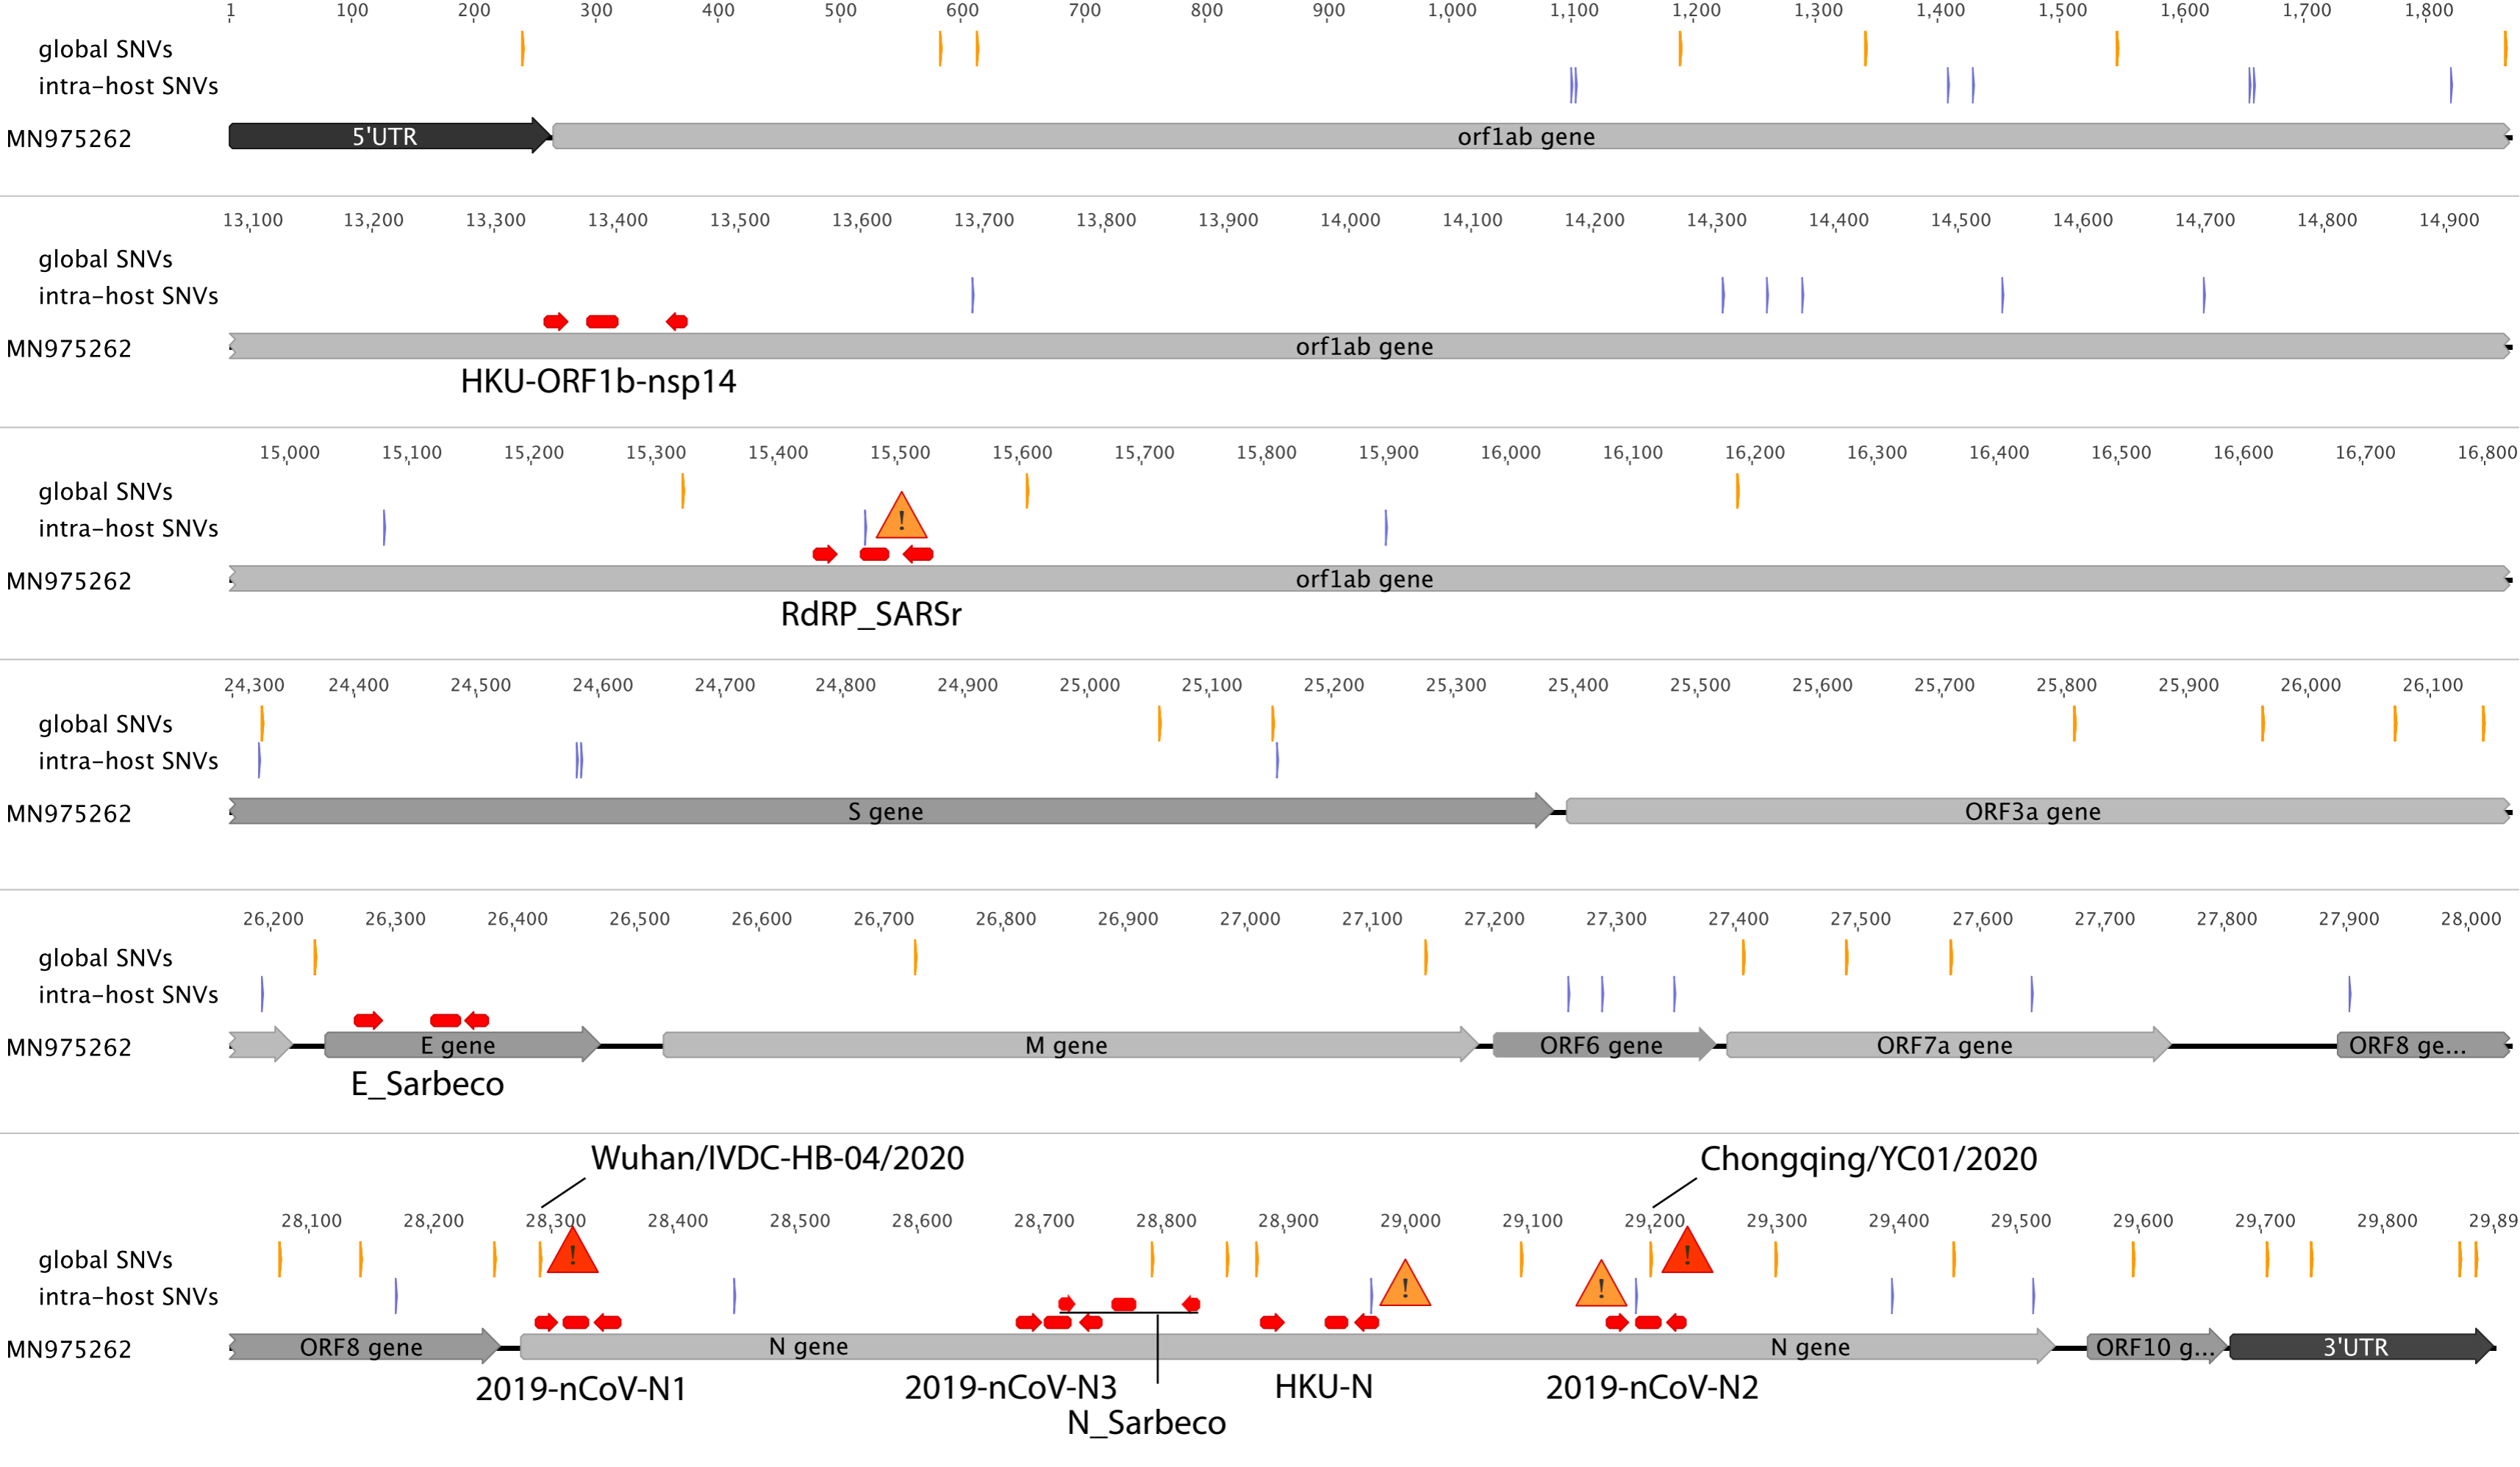 1 100 200 300 400 500 600 700 800 900 1,000 1,100 1,200 1,300 1,400 1,500 1,600 1,700 1,800
global SNVs
intra-host SNVs
MN975262 5'UTR orf1ab gene
13,100 13,200 13,300 13,400 13,500 13,600 13,700 13,800 13,900 14,000 14,100 14,200 14,300 14,400 14,500 14,600 14,700 14,800 14,900
global SNVs
intra-host SNVs
MN975262 orf1ab gene
HKU-ORF1b-nsp14
15,000 15,100 15,200 15,300 15,400 15,500 15,600 15,700 15,800 15,900 16,000 16,100 16,200 16,300 16,400 16,500 16,600 16,700 16,800
global SNVs
intra-host SNVs !
MN975262 orf1ab gene
RdRP_SARSr
24,300 24,400 24,500 24,600 24,700 24,800 24,900 25,000 25,100 25,200 25,300 25,400 25,500 25,600 25,700 25,800 25,900 26,000 26,100
global SNVs
intra-host SNVs
MN975262 S gene ORF3a gene
26,200 26,300 26,400 26,500 26,600 26,700 26,800 26,900 27,000 27,100 27,200 27,300 27,400 27,500 27,600 27,700 27,800 27,900 28,000
global SNVs
intra-host SNVs
MN975262 E gene M gene ORF6 gene ORF7a gene ORF8 ge...
E_Sarbeco
Wuhan/IVDC-HB-04/2020 Chongqing/YC01/2020
28,100 28,200 28,300 28,400 28,500 28,600 28,700 28,800 28,900 29,000 29,100 29,200 29,300 29,400 29,500 29,600 29,700 29,800 29,89
global SNVs ! !
intra-host SNVs ! !
MN975262 ORF8 gene N gene N gene ORF10 g... 3'UTR
2019-nCoV-N1 2019-nCoV-N3 HKU-N 2019-nCoV-N2
N_Sarbeco